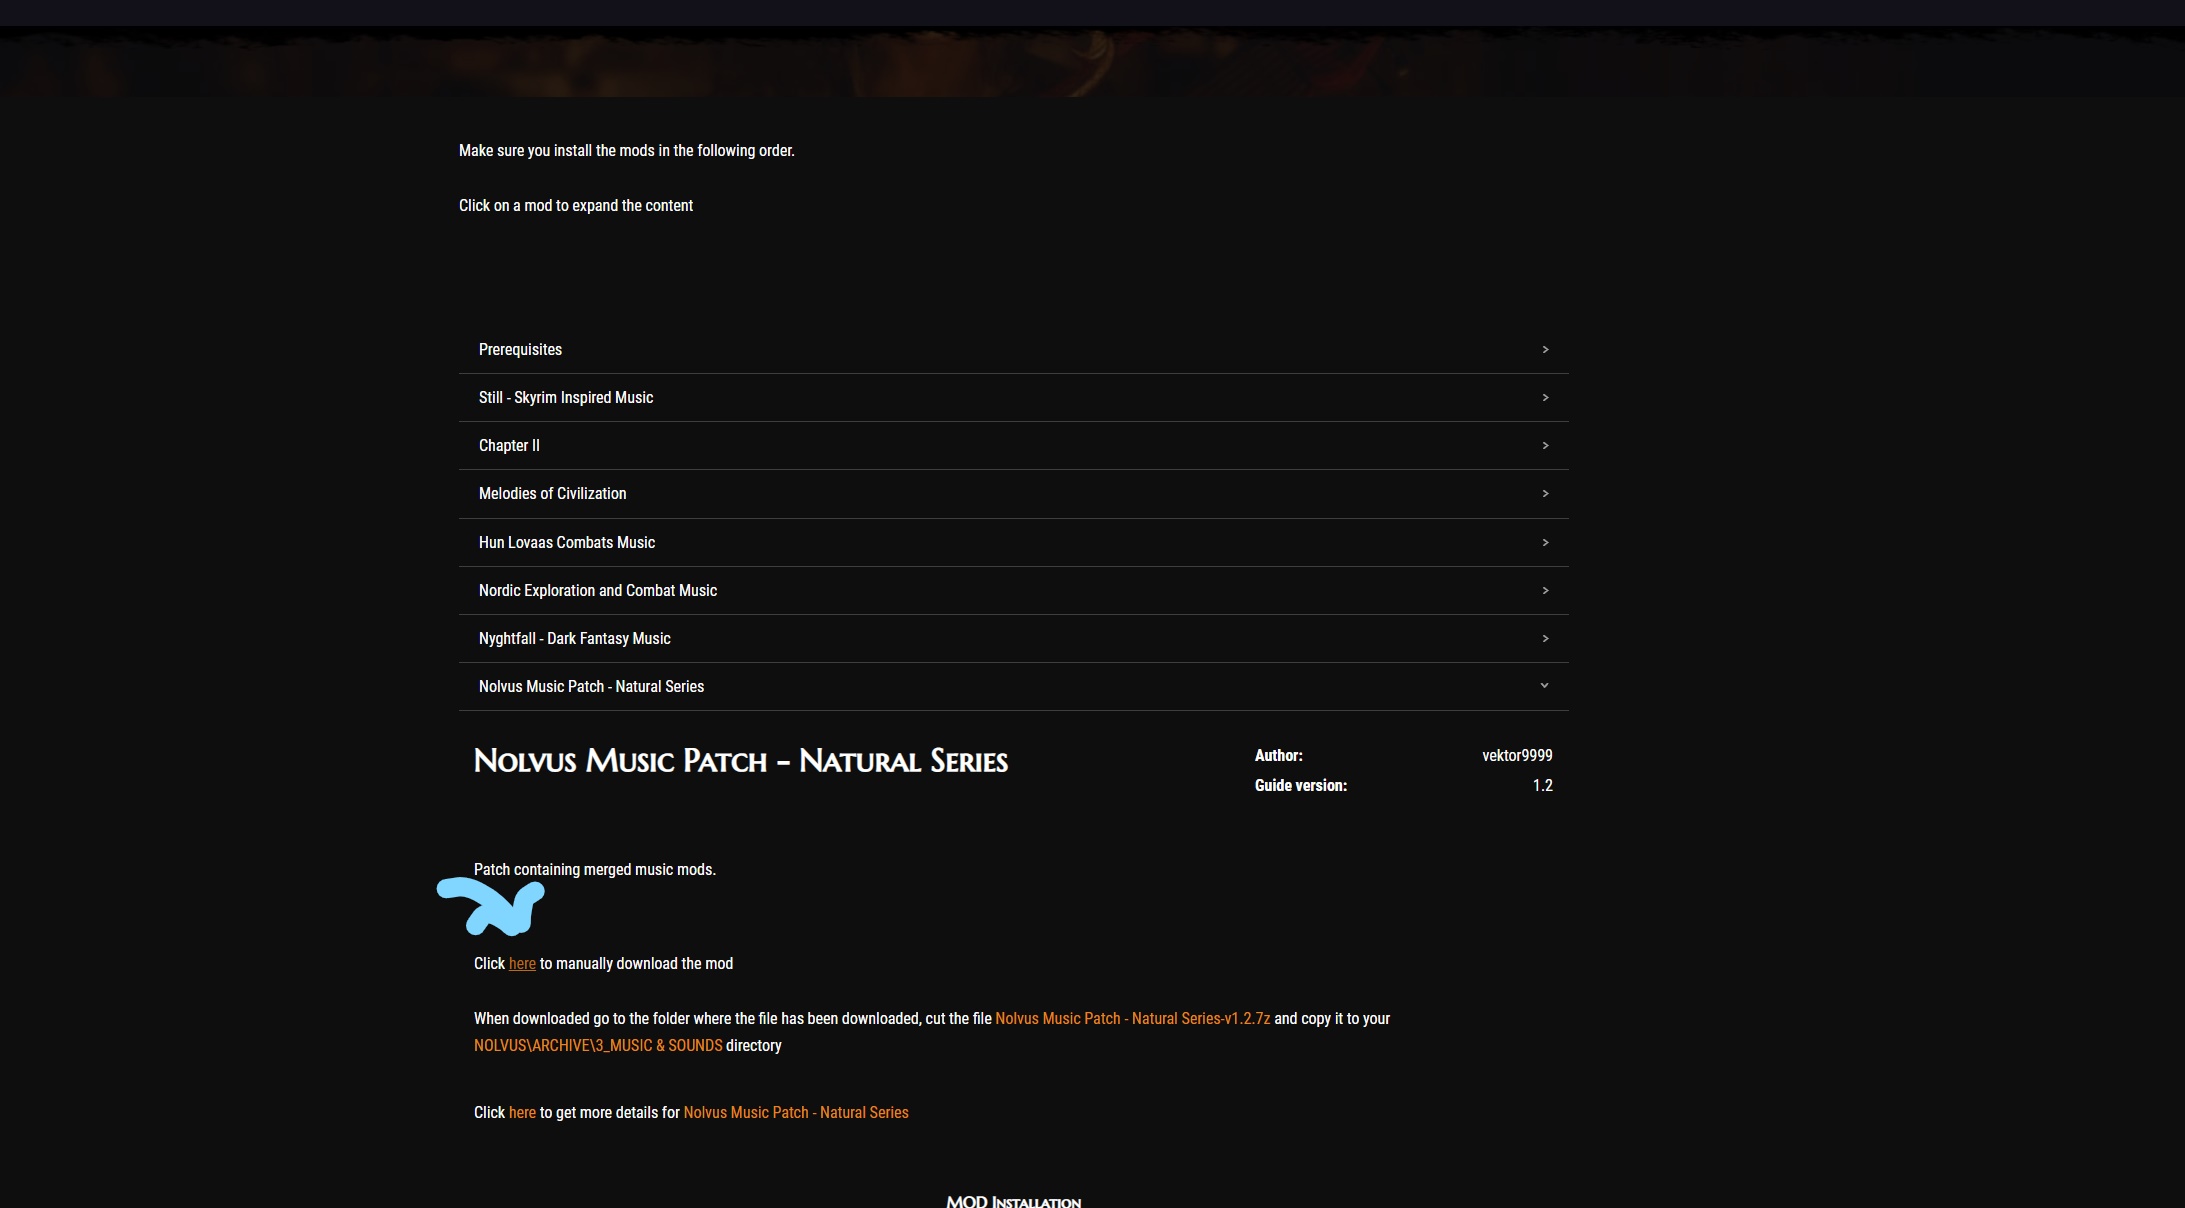 Make sure you install the mods in the following order.
Click on a mod to expand the content
Prerequisites
Still - Skyrim Inspired Music
Chapter II
Melodies of Civilization
Hun Lovaas Combats Music
Nordic Exploration and Combat Music
Nyghtfall - Dark Fantasy Music
Nolvus Music Patch - Natural Series
Nolvus Music Patch - Natural Series
Author: vektor9999
Guide version: 1.2
Patch containing merged music mods.
Click here to manually download the mod
When downloaded go to the folder where the file has been downloaded, cut the file Nolvus Music Patch - Natural Series-v1.2.7z and copy it to your
NOLVUS\ARCHIVE\3_MUSIC & SOUNDS directory
Click here to get more details for Nolvus Music Patch - Natural Series
MOD Installation